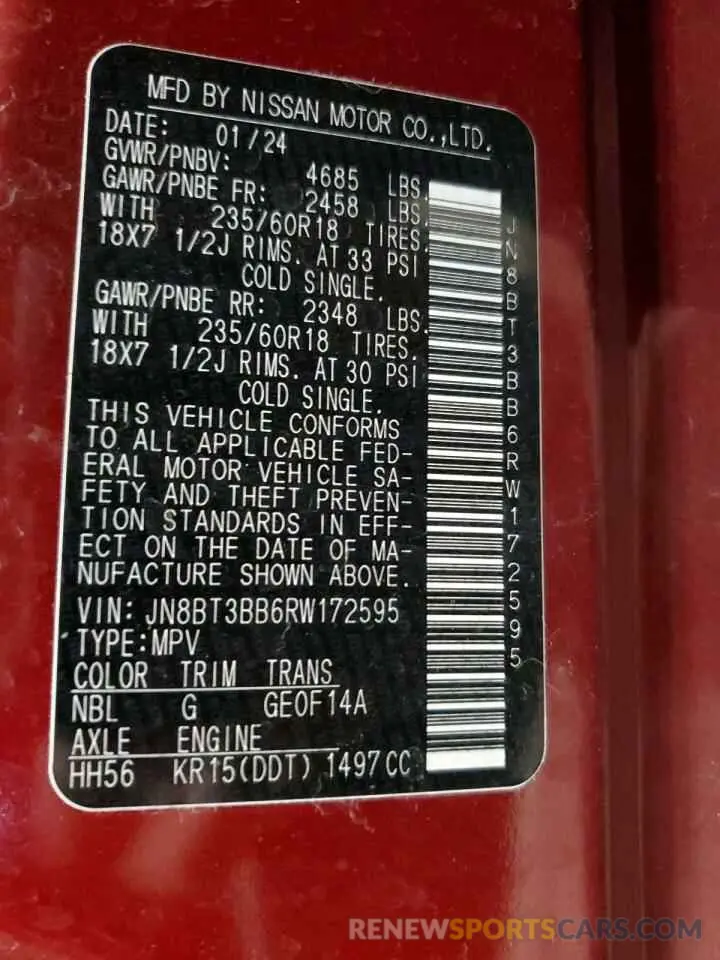 MFD BY NISSAN MOTOR CO.,LTD.
DATE: 01/24
GVWR/PNBV: 4685 LBS.
GAWR/PNBE FR: 2458 LBS.
WITH 235/60R18 TIRES.
18X7 1/2J RIMS. AT 33 PSI
COLD SINGLE.
GAWR/PNBE RR: 2348 LBS.
WITH 235/60R18 TIRES.
18X7 1/2J RIMS. AT 30 PSI
COLD SINGLE.
THIS VEHICLE CONFORMS
TO ALL APPLICABLE FED-
ERAL MOTOR VEHICLE SA-
FETY AND THEFT PREVEN-
TION STANDARDS IN EFF-
ECT ON THE DATE OF MA-
NUFACTURE SHOWN ABOVE.
VIN: JN8BT3BB6RW172595
TYPE:MPV
COLOR TRIM TRANS
NBL G GE0F14A
AXLE ENGINE
HH56 KR15(DDT) 1497CC
JN8BT3BB6RW172595
RENEWSPORTSCARS.COM